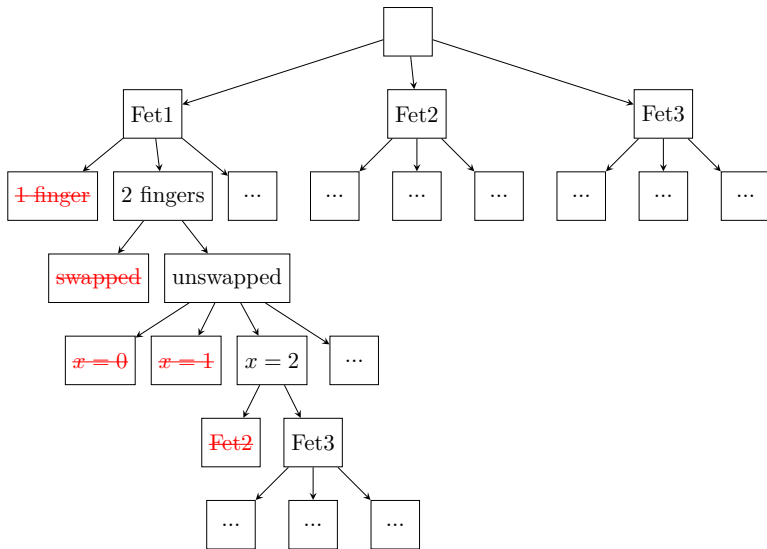 Fet1 Fet2 Fet3
1 finger 2 fingers ... ... ... ... ... ... ...
swapped unswapped
x = 0 x = 1 x = 2 ...
Fet2 Fet3
... ... ...